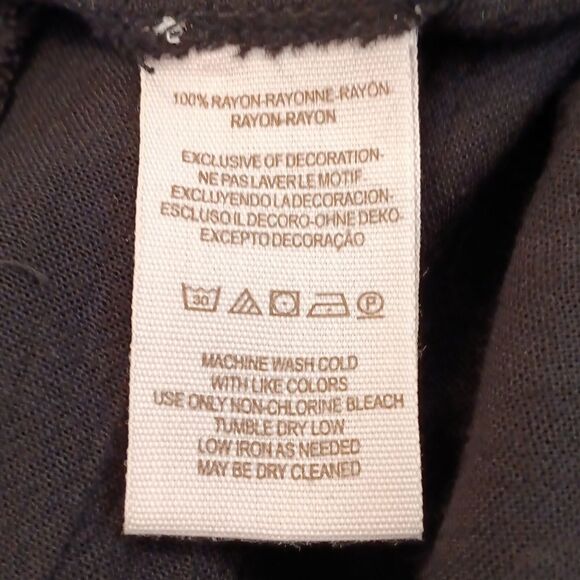 100% RAYON-RAYONNE-RAYON
RAYON-RAYON
EXCLUSIVE OF DECORATION-
NE PAS LAVER LE MOTIF
EXCLUYENDO LA DECORACION-
ESCLUSO IL DECORO-OHNE DEKO-
EXCEPTO DECORAÇÃO
30 P
MACHINE WASH COLD
WITH LIKE COLORS
USE ONLY NON-CHLORINE BLEACH
TUMBLE DRY LOW
LOW IRON AS NEEDED
MAY BE DRY CLEANED